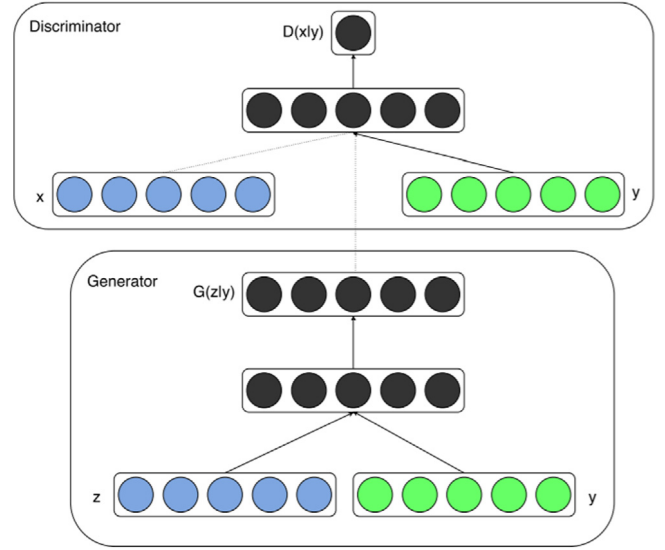 Discriminator
D(x|y)
x
y
Generator
G(z|y)
z
y